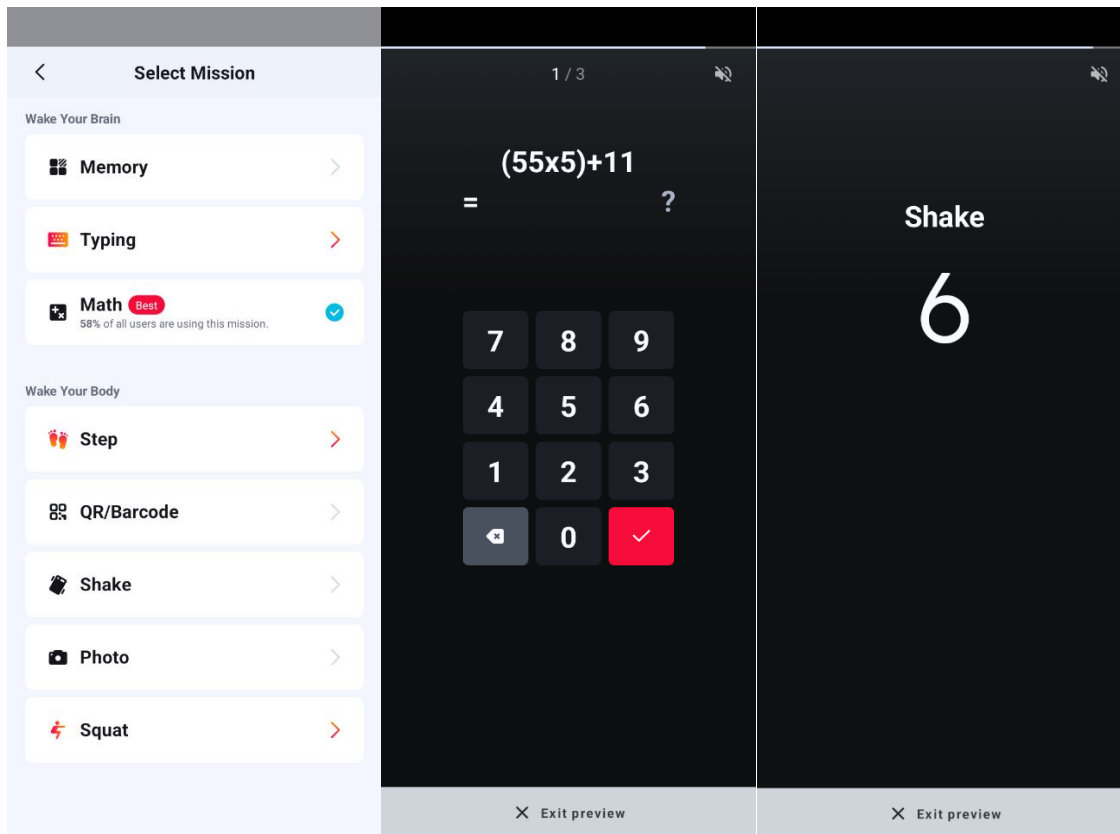 Select Mission
Wake Your Brain
Memory
Typing
Math Best
58% of all users are using this mission.
Wake Your Body
Step
QR/Barcode
Shake
Photo
Squat
1 / 3
(55x5)+11
= ?
7 8 9
4 5 6
1 2 3
0
Exit preview
Shake
6
Exit preview